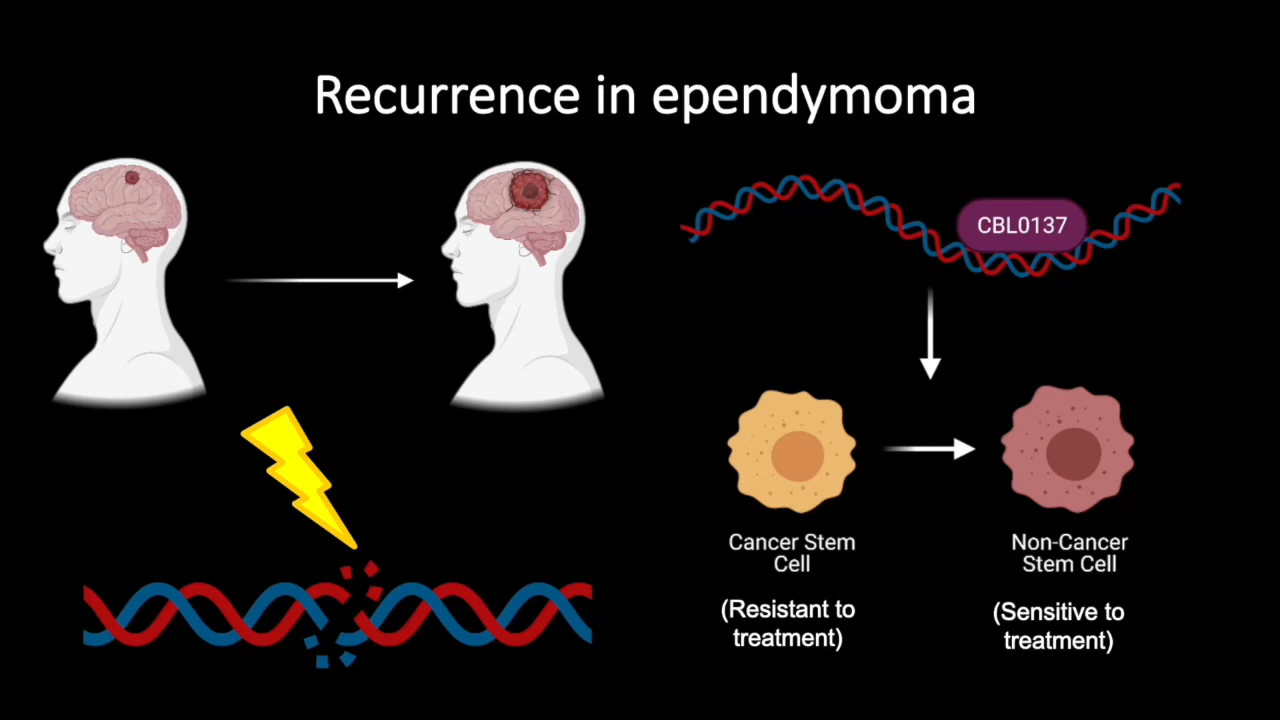 Recurrence in ependymoma
CBL0137
Cancer Stem
Cell
(Resistant to
treatment)
Non-Cancer
Stem Cell
(Sensitive to
treatment)